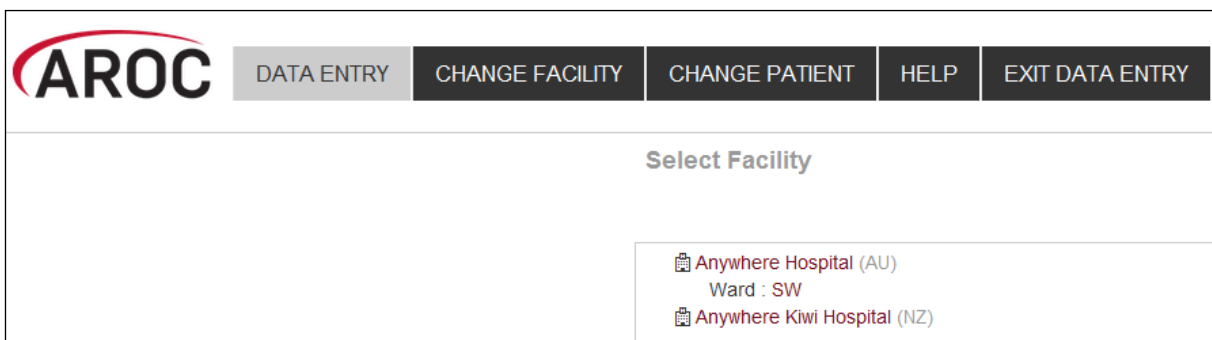 AROC
DATA ENTRY CHANGE FACILITY CHANGE PATIENT HELP EXIT DATA ENTRY
Select Facility
Anywhere Hospital (AU)
Ward : SW
Anywhere Kiwi Hospital (NZ)